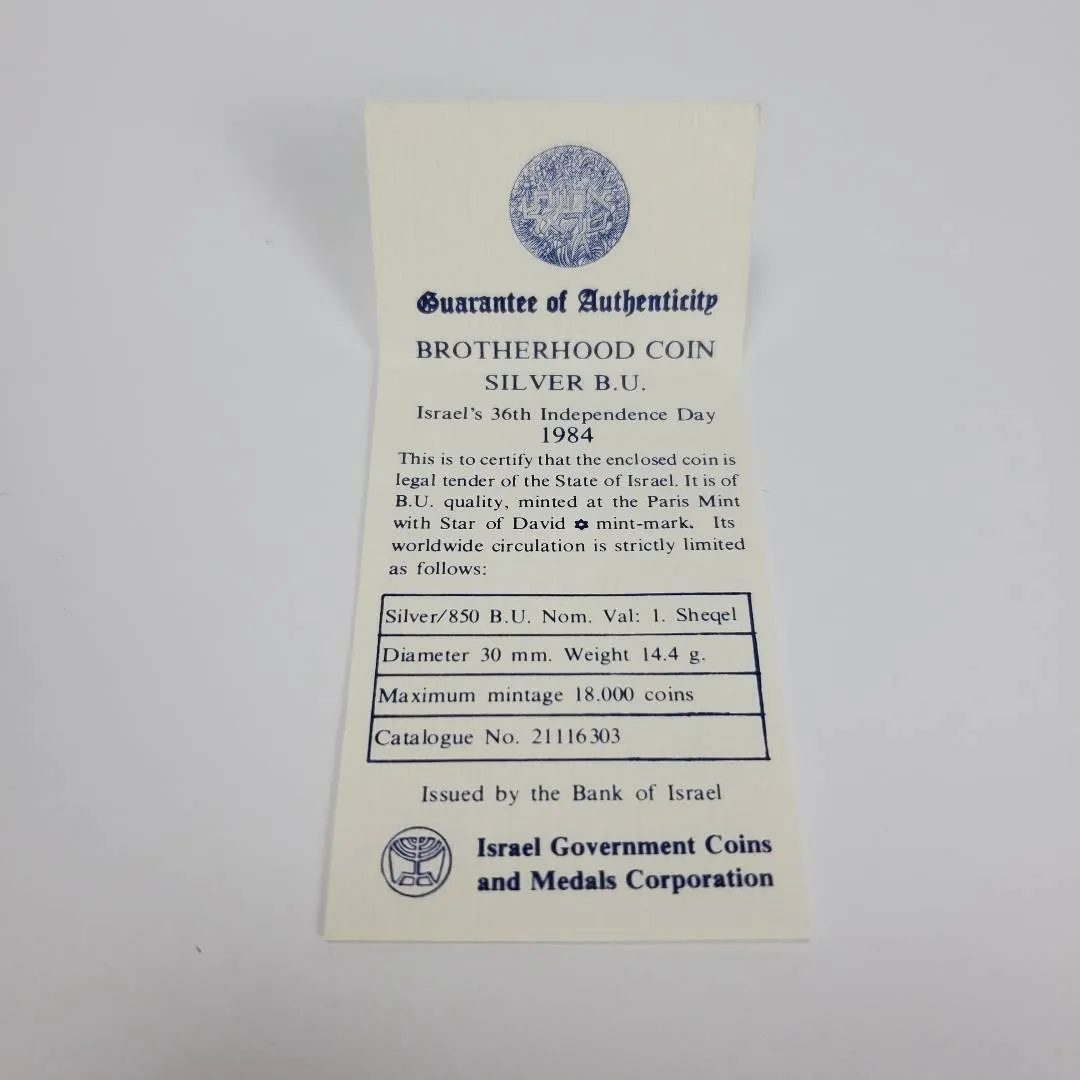 Guarantee of Authenticity
BROTHERHOOD COIN
SILVER B.U.
Israel's 36th Independence Day
1984
This is to certify that the enclosed coin is
legal tender of the State of Israel. It is of
B.U. quality, minted at the Paris Mint
with Star of David ✡ mint-mark. Its
worldwide circulation is strictly limited
as follows:
Silver/850 B.U. Nom. Val: 1. Sheqel
Diameter 30 mm. Weight 14.4 g.
Maximum mintage 18.000 coins
Catalogue No. 21116303
Issued by the Bank of Israel
Israel Government Coins
and Medals Corporation